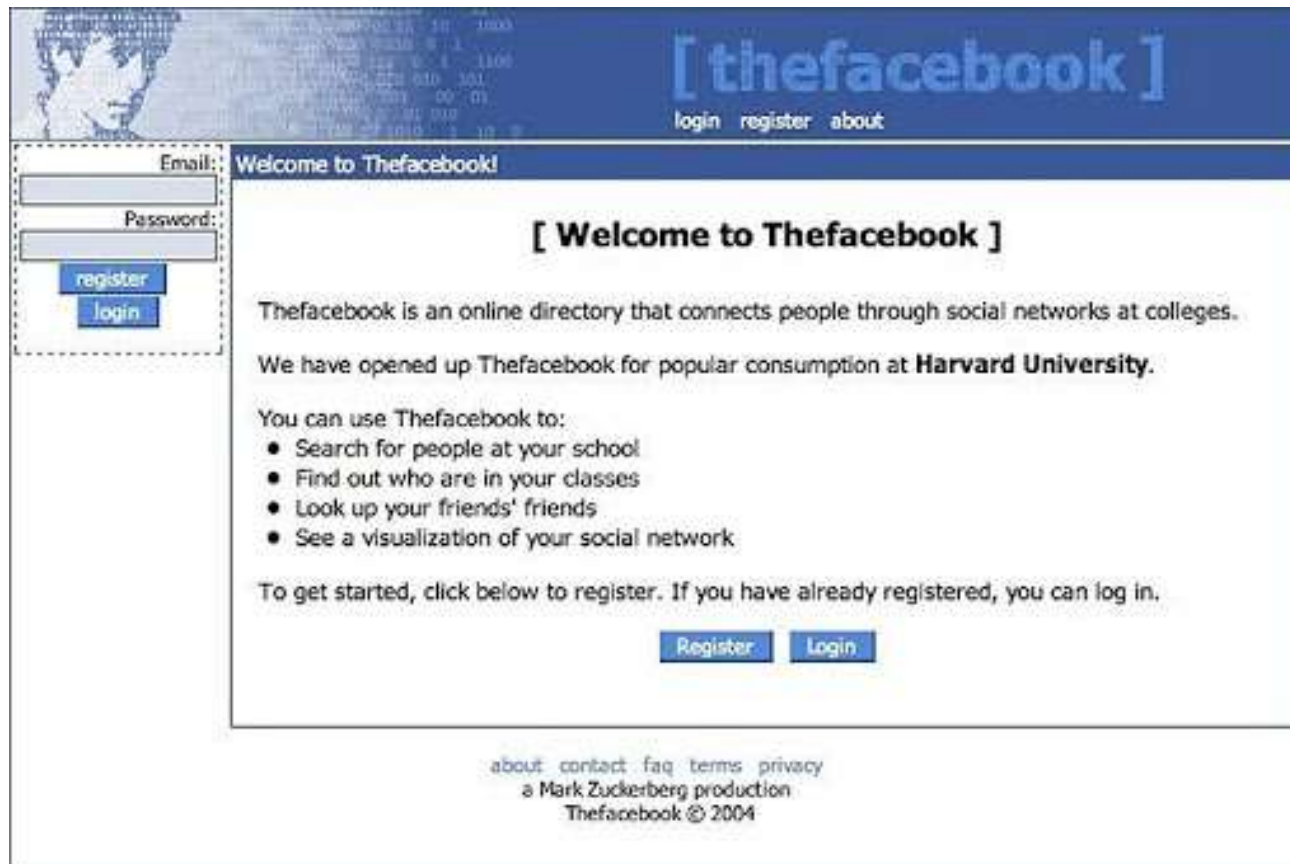 [ thefacebook ]
login register about
Email:
Password:
register
login
Welcome to Thefacebook!
[ Welcome to Thefacebook ]
Thefacebook is an online directory that connects people through social networks at colleges.
We have opened up Thefacebook for popular consumption at Harvard University.
You can use Thefacebook to:
• Search for people at your school
• Find out who are in your classes
• Look up your friends' friends
• See a visualization of your social network
To get started, click below to register. If you have already registered, you can log in.
Register Login
about contact faq terms privacy
a Mark Zuckerberg production
Thefacebook © 2004